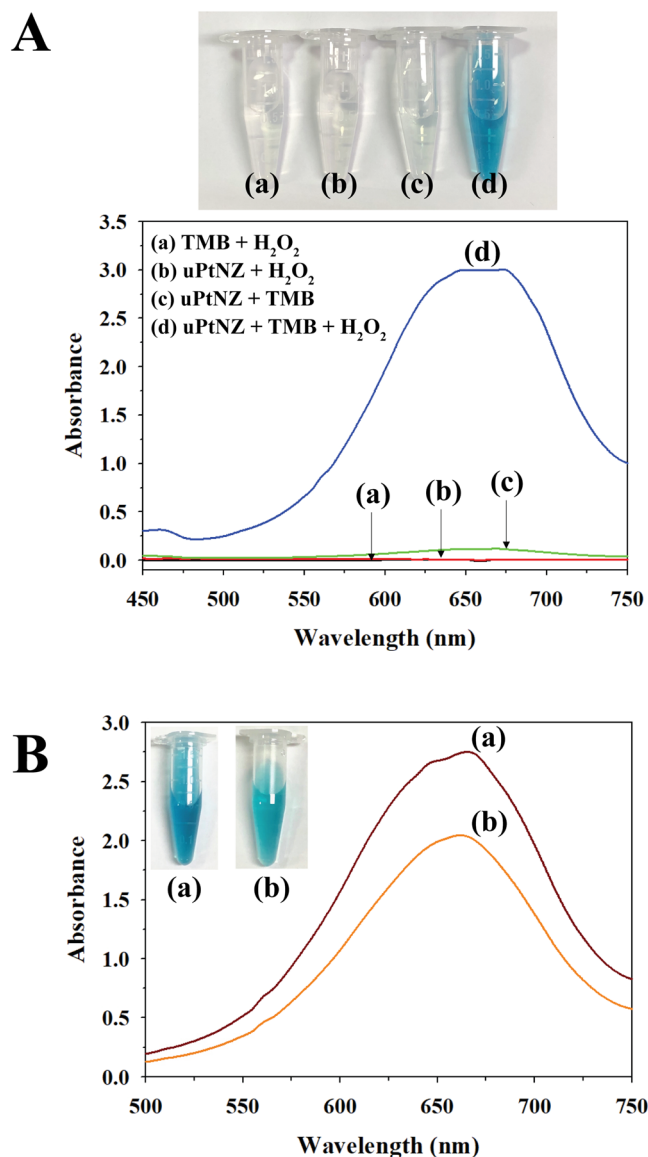 A
(a) (b) (c) (d)
(a) TMB + H₂O₂
(b) uPtNZ + H₂O₂
(c) uPtNZ + TMB
(d) uPtNZ + TMB + H₂O₂
(d)
(a) (b) (c)
3.5
3.0
2.5
2.0
1.5
1.0
0.5
0.0
Absorbance
450 500 550 600 650 700 750
Wavelength (nm)
B
(a) (b)
(a)
(b)
3.0
2.5
2.0
1.5
1.0
0.5
0.0
Absorbance
500 550 600 650 700 750
Wavelength (nm)